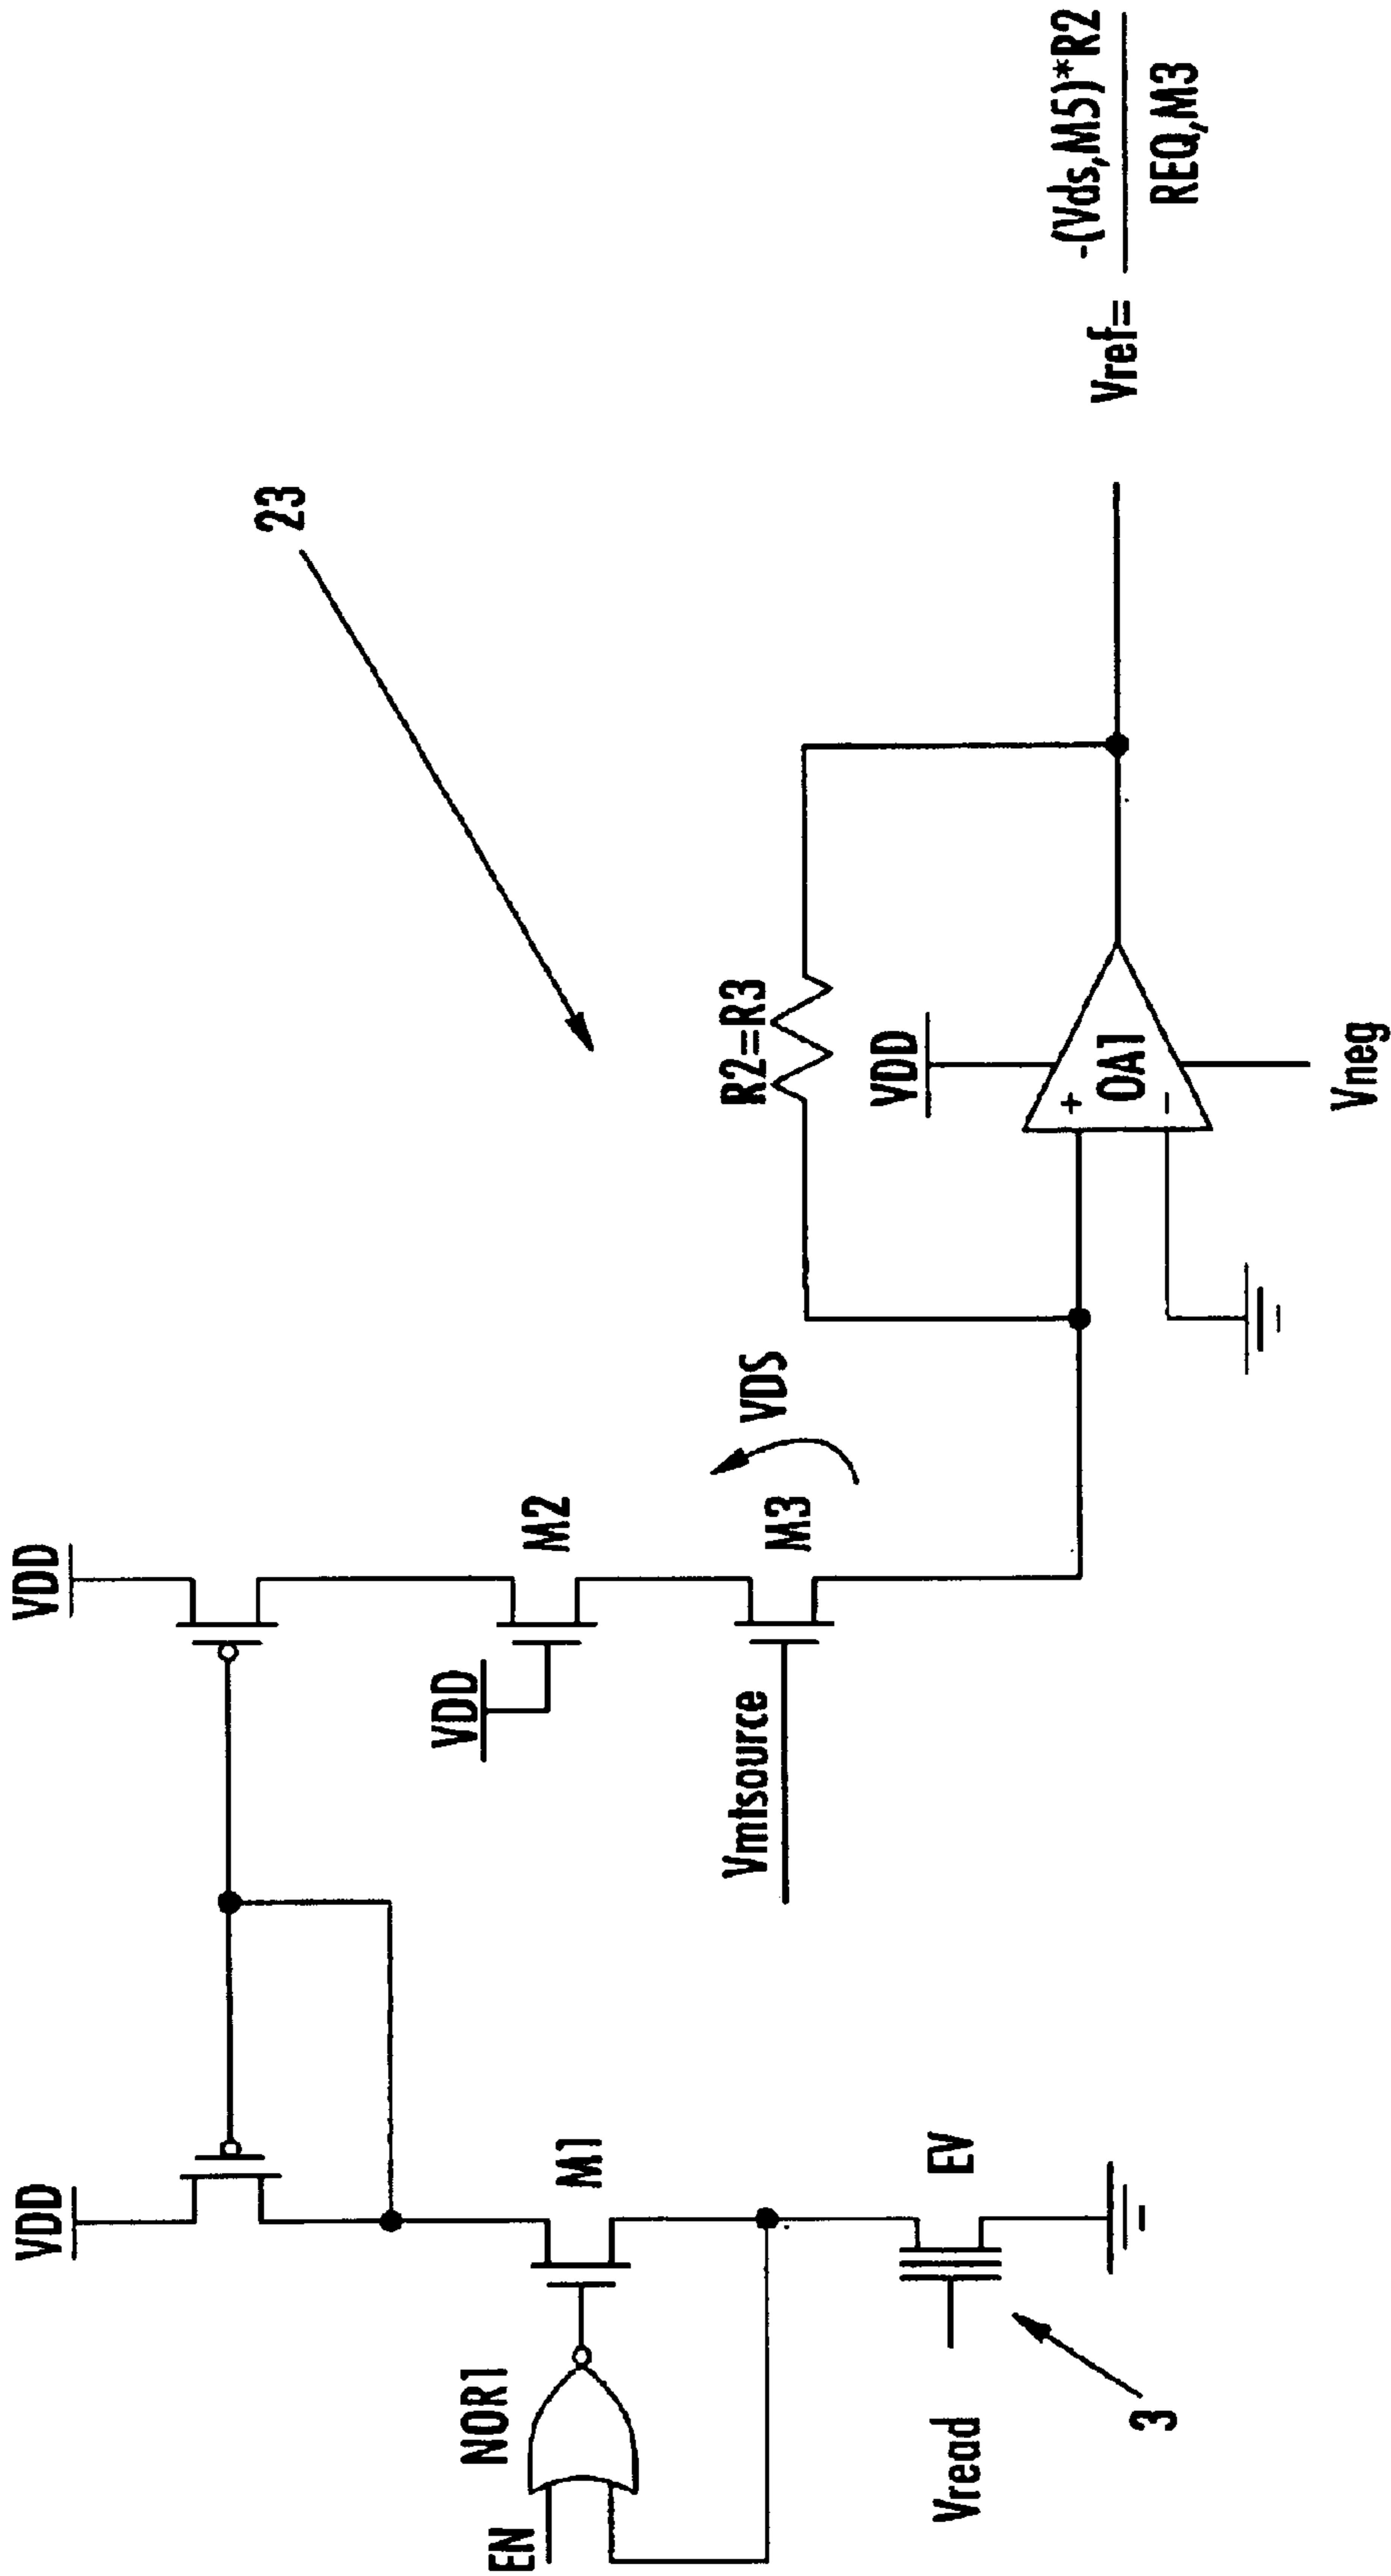 23
VDD
VDD
NOR1
EN
M1
VDD
M2
Vmtsource
M3
VDS
R2=R3
VDD
+
OA1
-
Vneg
Vread
EV
3
Vref= -(Vds,M5)*R2
REQ,M3